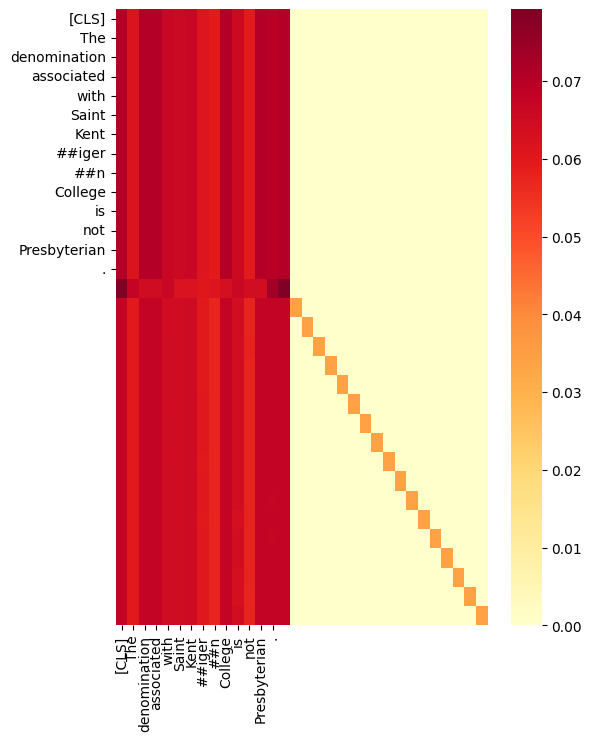 [CLS]
The
denomination
associated
with
Saint
Kent
##iger
##n
College
is
not
Presbyterian
.
0.07
0.06
0.05
0.04
0.03
0.02
0.01
0.00
[CLS]
The
denomination
associated
with
Saint
Kent
##iger
##n
College
is
not
Presbyterian
.